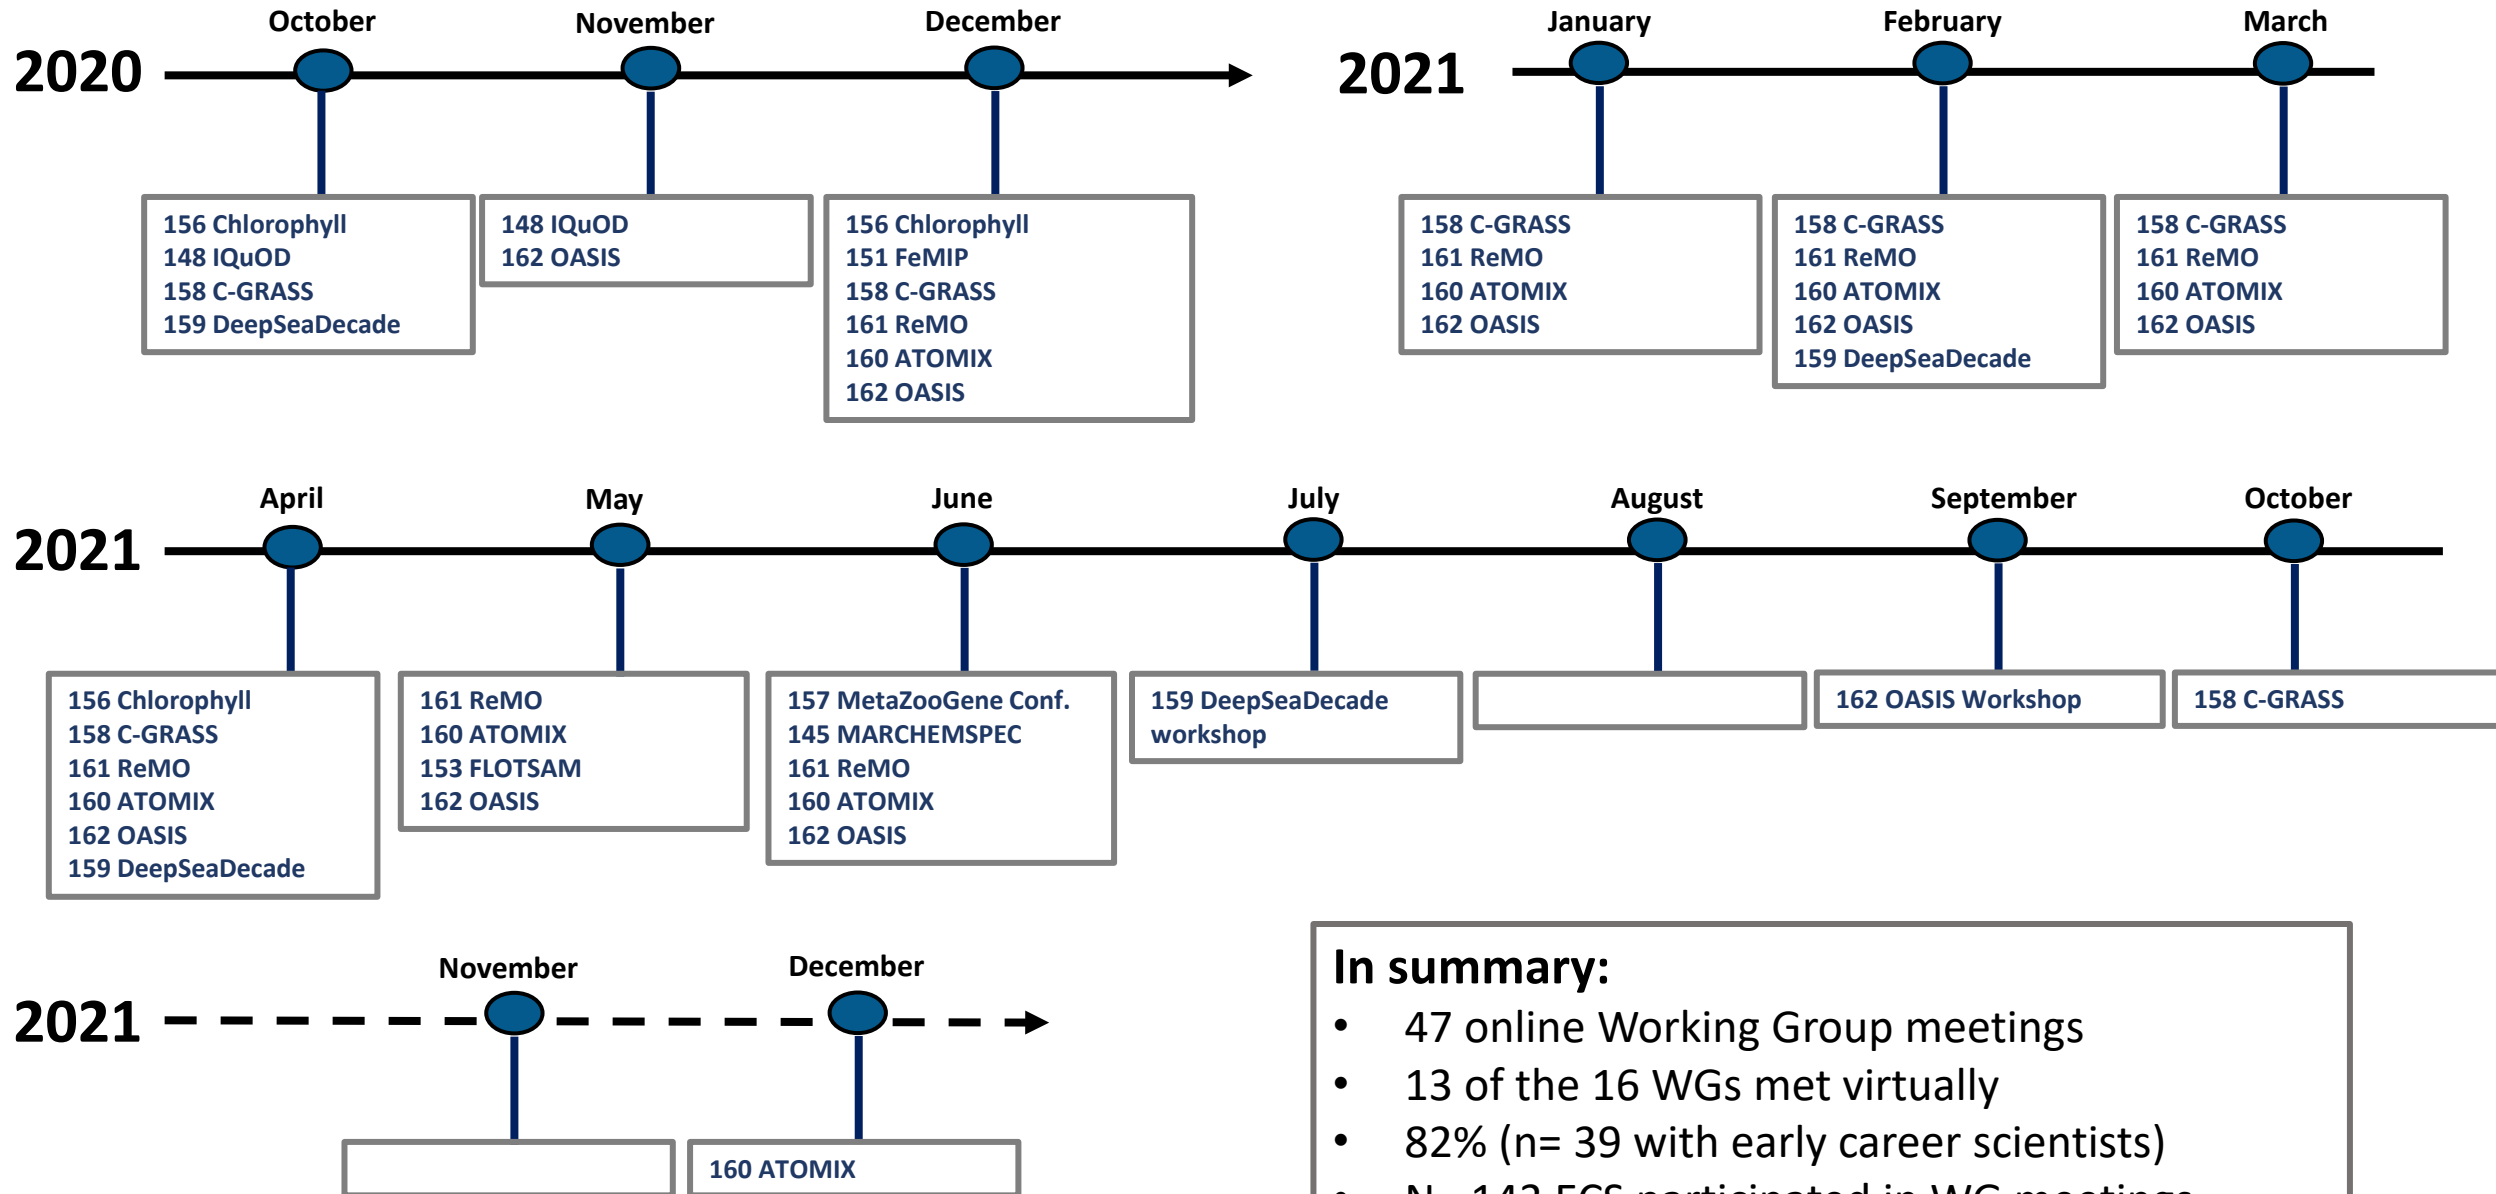 2020
October
November
December
156 Chlorophyll
148 IQuOD
158 C-GRASS
159 DeepSeaDecade
148 IQuOD
162 OASIS
156 Chlorophyll
151 FeMIP
158 C-GRASS
161 ReMO
160 ATOMIX
162 OASIS
2021
January
February
March
158 C-GRASS
161 ReMO
160 ATOMIX
162 OASIS
158 C-GRASS
161 ReMO
160 ATOMIX
162 OASIS
159 DeepSeaDecade
158 C-GRASS
161 ReMO
160 ATOMIX
162 OASIS
2021
April
May
June
July
August
September
October
156 Chlorophyll
158 C-GRASS
161 ReMO
160 ATOMIX
162 OASIS
159 DeepSeaDecade
161 ReMO
160 ATOMIX
153 FLOTSAM
162 OASIS
157 MetaZooGene Conf.
145 MARCHEMSPEC
161 ReMO
160 ATOMIX
162 OASIS
159 DeepSeaDecade
workshop
162 OASIS Workshop
158 C-GRASS
2021
November
December
160 ATOMIX
In summary:
• 47 online Working Group meetings
• 13 of the 16 WGs met virtually
• 82% (n= 39 with early career scientists)
• N= 143 ECS participated in WG meetings